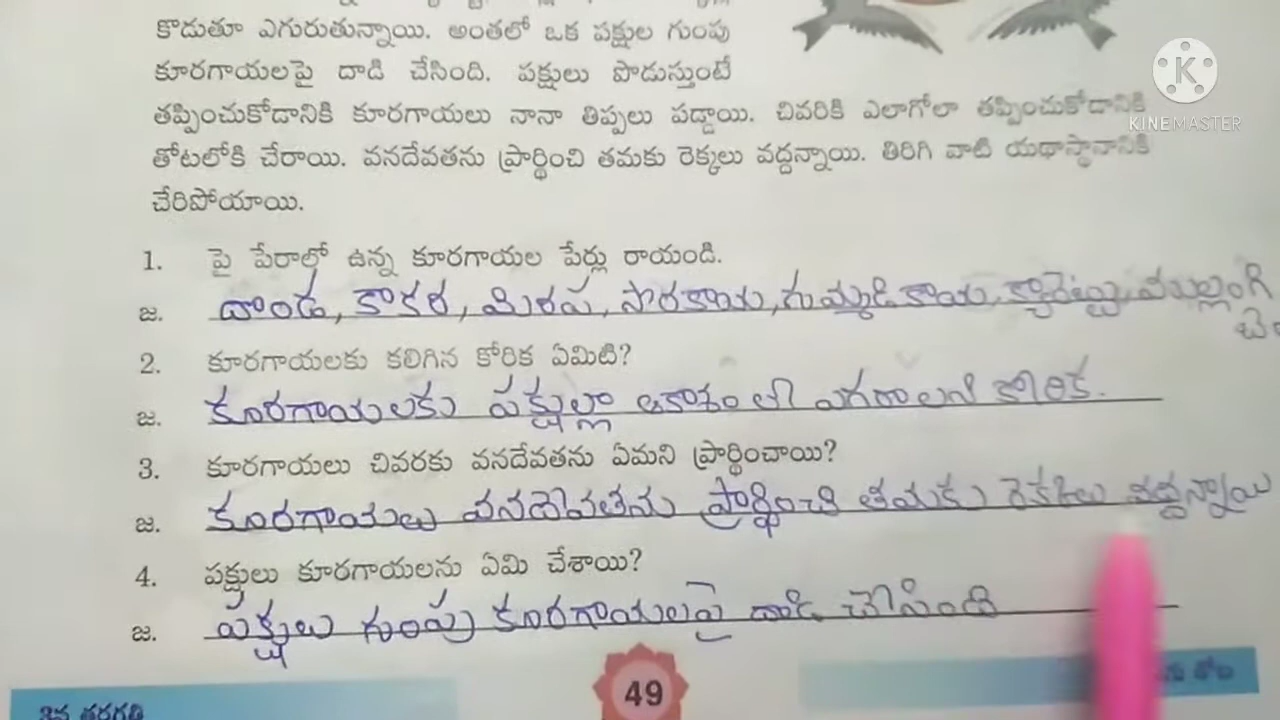 కొడుతూ ఎగురుతున్నాయి. అంతలో ఒక పక్షుల గుంపు
కూరగాయలపై దాడి చేసింది. పక్షులు పొడుస్తుంటే
తప్పించుకోడానికి కూరగాయలు నానా తిప్పలు పడ్డాయి. చివరికి ఎలాగోలా తప్పించుకోడానికి
తోటలోకి చేరాయి. వనదేవతను ప్రార్థించి తమకు రెక్కలు వద్దన్నాయి. తిరిగి వాటి యథాస్థానానికి
చేరిపోయాయి.
1. పై పేరాల్లో ఉన్న కూరగాయల పేర్లు రాయండి.
జ. దొండ, కాకర, మిరప, సొరకాయ, గుమ్మడి కాయ, క్యారెట్టు, ముల్లంగి
2. కూరగాయలకు కలిగిన కోరిక ఏమిటి?
జ. కూరగాయలకు పక్షుల్లా ఆకాశం లో ఎగరాలని కోరిక.
3. కూరగాయలు చివరకు వనదేవతను ఏమని ప్రార్థించాయి?
జ. కూరగాయలు వనదేవతను ప్రార్థించి తమకు రెక్కలు వద్దన్నాయి
4. పక్షులు కూరగాయలను ఏమి చేశాయి?
జ. పక్షులు గుంపు కూరగాయలపై దాడి చేసింది
3వ తరగతి
49
K
KINEMASTER